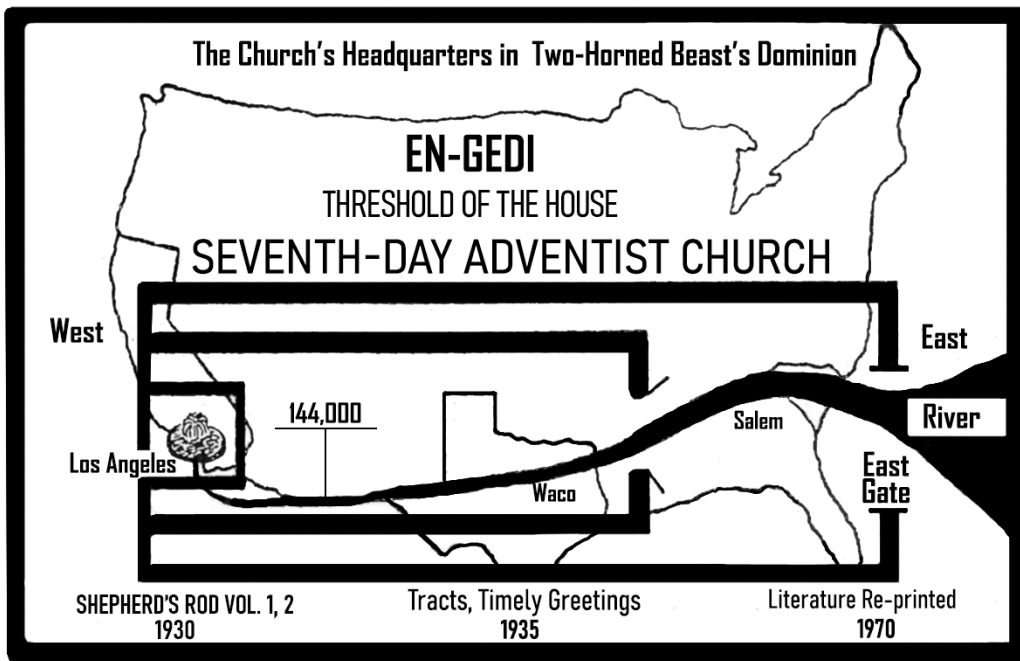 The Church's Headquarters in Two-Horned Beast's Dominion
EN-GEDI
THRESHOLD OF THE HOUSE
SEVENTH-DAY ADVENTIST CHURCH
West
East
144,000
River
Salem
Los Angeles
Waco
East
Gate
SHEPHERD'S ROD VOL. 1, 2
1930
Tracts, Timely Greetings
1935
Literature Re-printed
1970